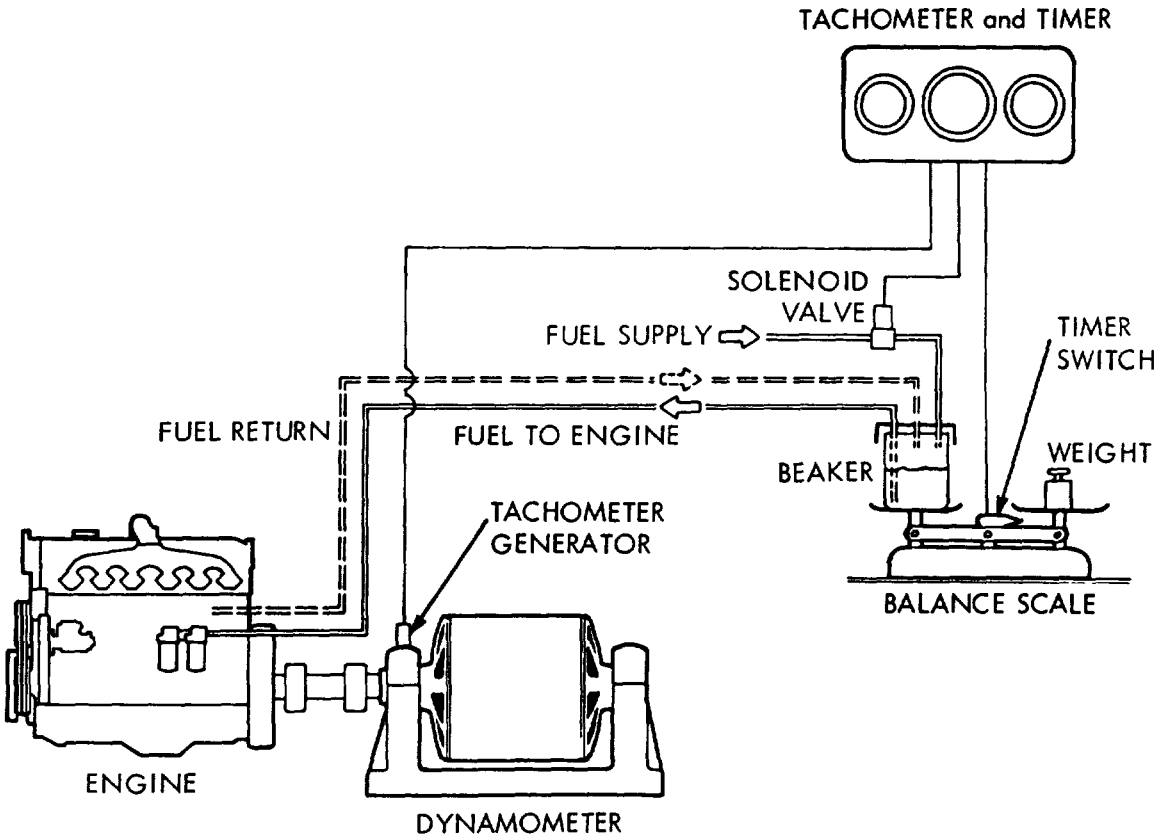 TACHOMETER and TIMER
SOLENOID
VALVE
FUEL SUPPLY
TIMER
SWITCH
FUEL RETURN
FUEL TO ENGINE
BEAKER
WEIGHT
TACHOMETER
GENERATOR
BALANCE SCALE
ENGINE
DYNAMOMETER